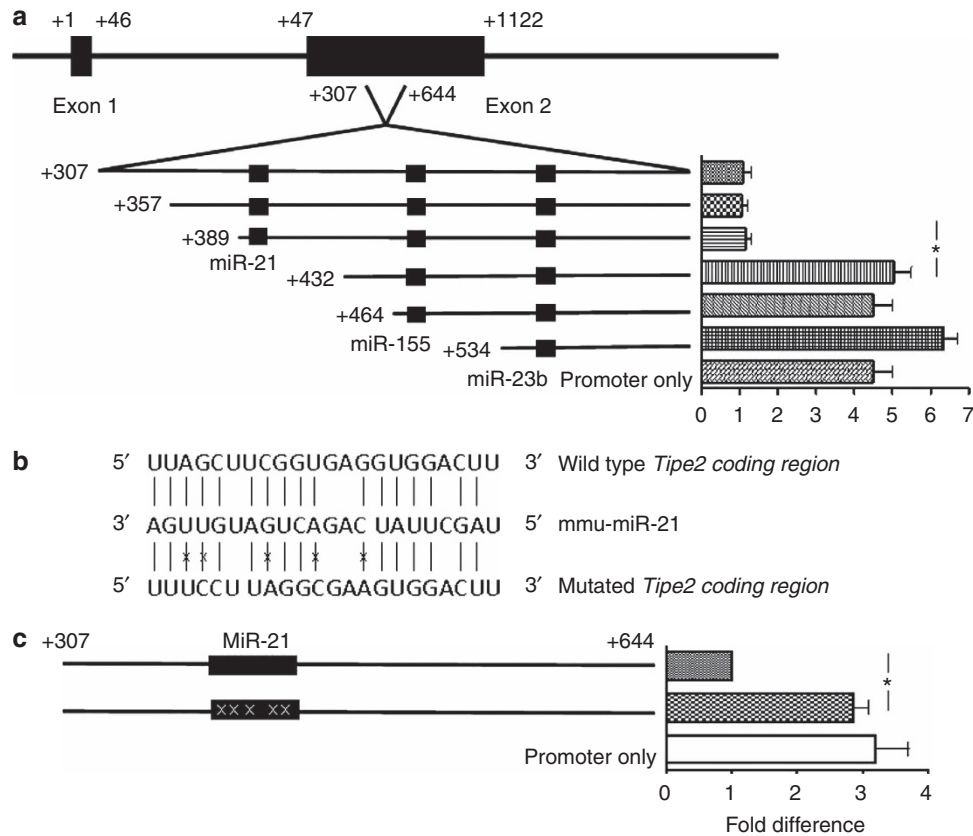 a
+1 +46 +47 +1122
Exon 1 +307 +644 Exon 2
+307
+357
+389
miR-21
+432
+464
miR-155
+534
miR-23b Promoter only
*
0 1 2 3 4 5 6 7
b
5′ UUAGCUUCGGUGAGGUGGACUU 3′ Wild type Tipe2 coding region
3′ AGUUGUAGUCAGAC UAUUCGAU 5′ mmu-miR-21
x x x x x
5′ UUUCCU UAGGCGAAGUGGACUU 3′ Mutated Tipe2 coding region
c
+307 MiR-21 +644
XX X XX
*
Promoter only
0 1 2 3 4
Fold difference